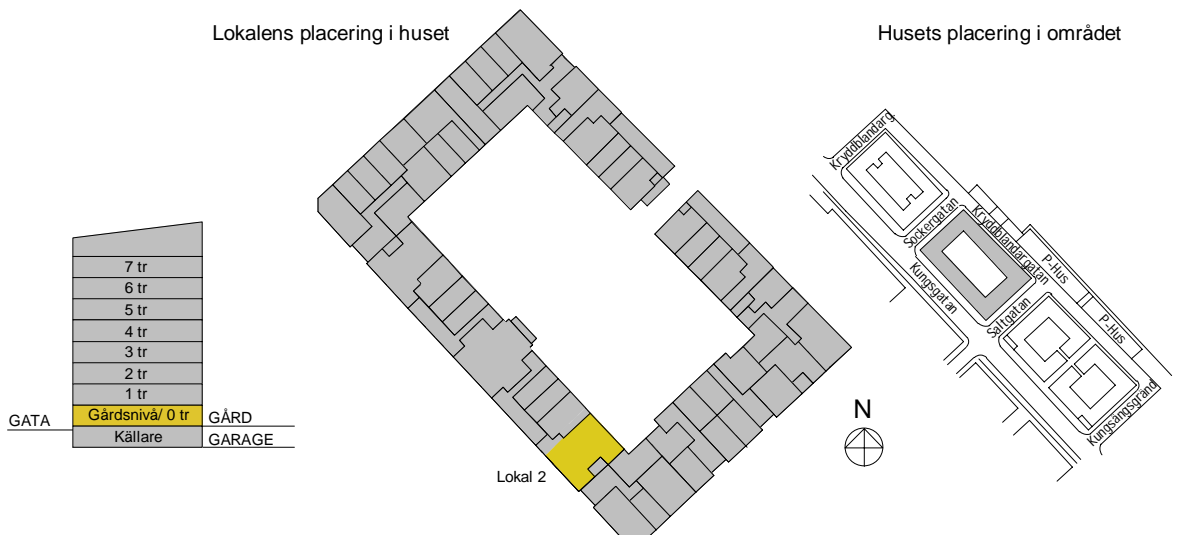 Lokalens placering i huset
Husets placering i området
7 tr
6 tr
5 tr
4 tr
3 tr
2 tr
1 tr
Gårdsnivå/ 0 tr
Källare
GATA
GÅRD
GARAGE
Lokal 2
N
Kryddblandarg
Sockergatan
Kryddblandargatan
Kungsgatan
P-Hus
Saltgatan
P-Hus
Kungsängsgränd